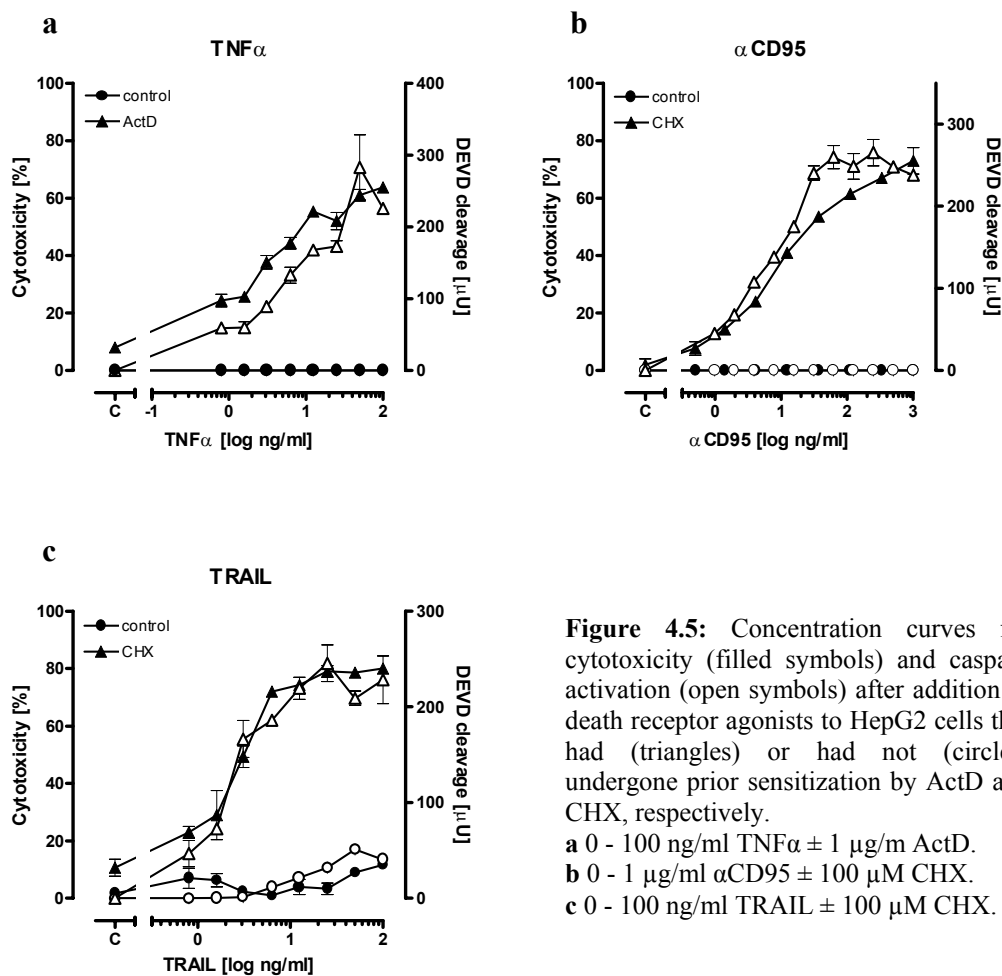 a
TNFα
control
ActD
Cytotoxicity [%]
100
80
60
40
20
0
DEVD cleavage [µU]
400
300
200
100
0
C
-1
0
1
2
TNFα [log ng/ml]
b
αCD95
control
CHX
Cytotoxicity [%]
100
80
60
40
20
0
DEVD cleavage [µU]
300
200
100
0
C
0
1
2
3
αCD95 [log ng/ml]
c
TRAIL
control
CHX
Cytotoxicity [%]
100
80
60
40
20
0
DEVD cleavage [µU]
300
200
100
0
C
0
1
2
TRAIL [log ng/ml]
Figure 4.5: Concentration curves
cytotoxicity (filled symbols) and caspa
activation (open symbols) after addition
death receptor agonists to HepG2 cells th
had (triangles) or had not (circle
undergone prior sensitization by ActD a
CHX, respectively.
a 0 - 100 ng/ml TNFα ± 1 µg/m ActD.
b 0 - 1 µg/ml αCD95 ± 100 µM CHX.
c 0 - 100 ng/ml TRAIL ± 100 µM CHX.